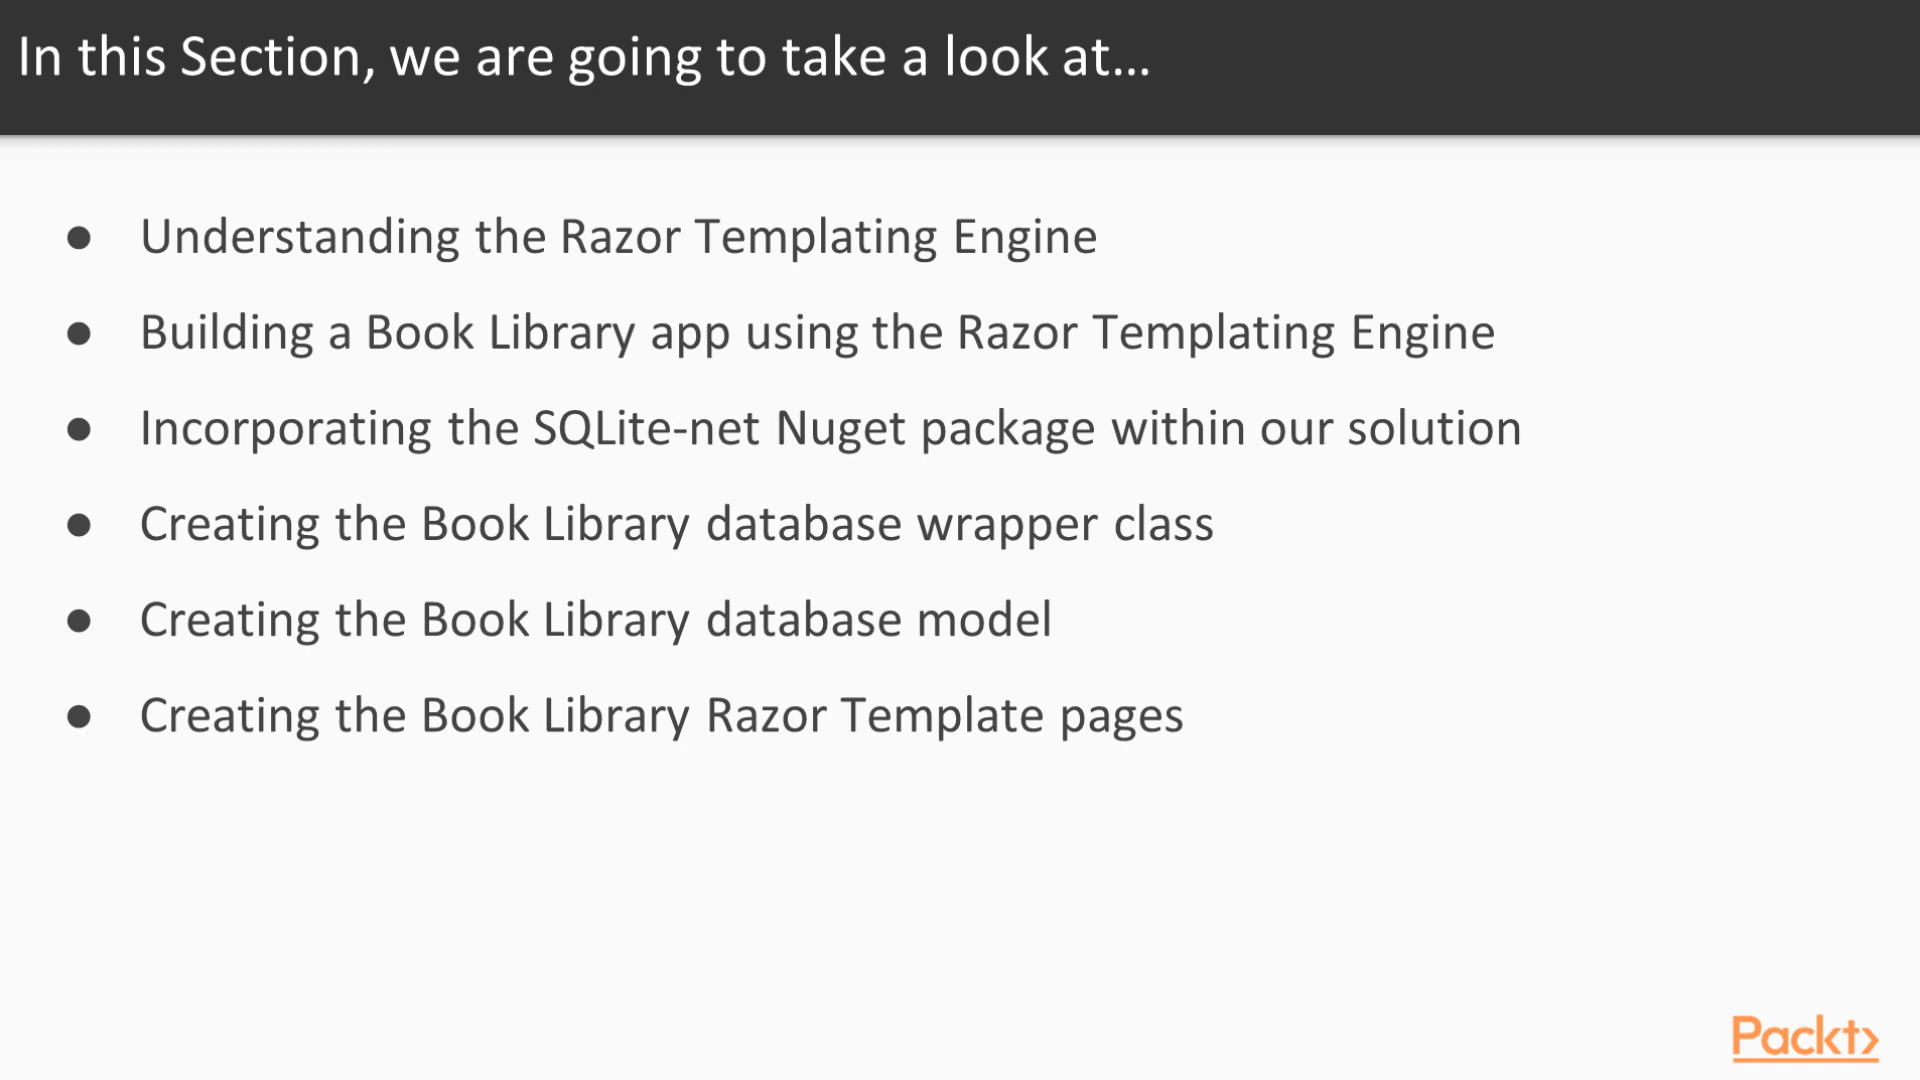 In this Section, we are going to take a look at...
● Understanding the Razor Templating Engine
● Building a Book Library app using the Razor Templating Engine
● Incorporating the SQLite-net Nuget package within our solution
● Creating the Book Library database wrapper class
● Creating the Book Library database model
● Creating the Book Library Razor Template pages
Packt>